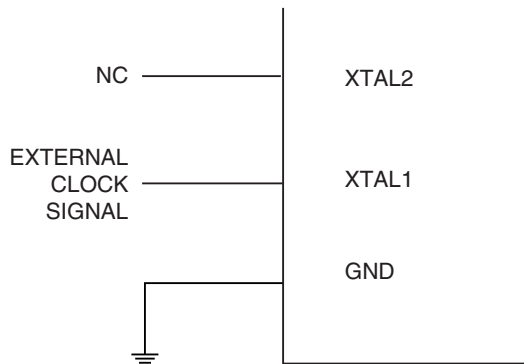 NC
XTAL2
EXTERNAL
CLOCK
SIGNAL
XTAL1
GND